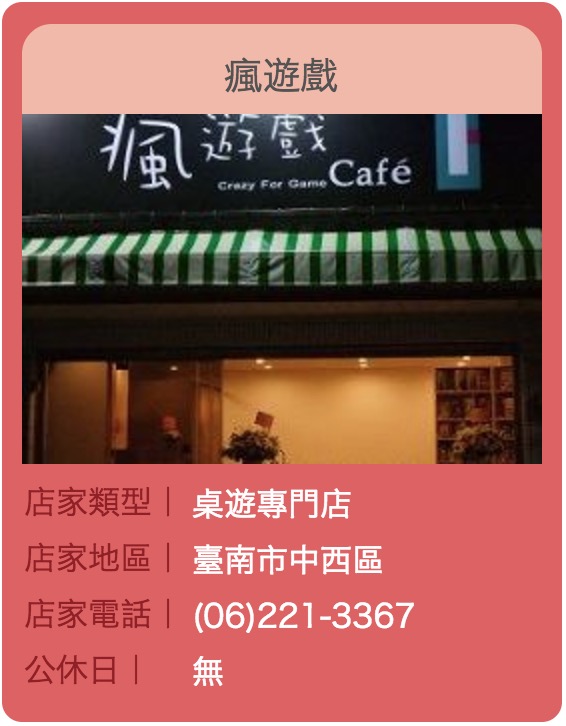 瘋遊戲
瘋遊戲
Crazy For Game Café
店家類型｜ 桌遊專門店
店家地區｜ 臺南市中西區
店家電話｜ (06)221-3367
公休日｜ 無